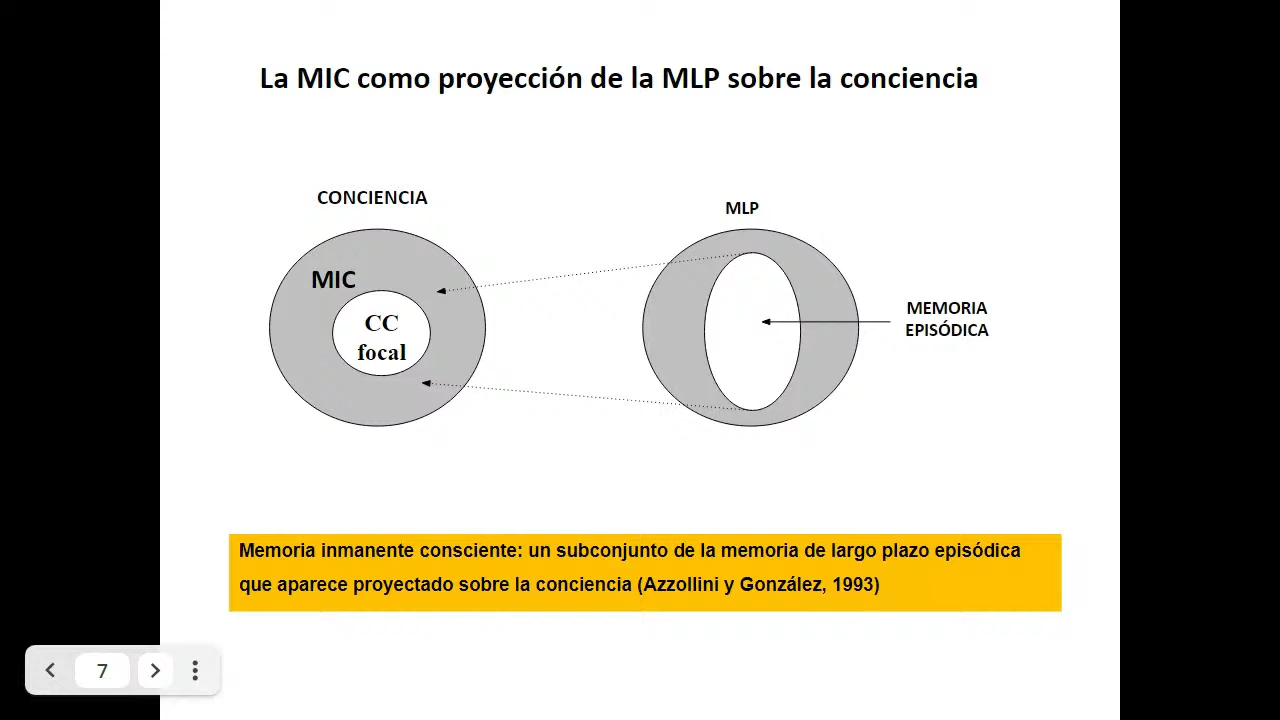 La MIC como proyección de la MLP sobre la conciencia
CONCIENCIA
MLP
MIC
CC
focal
MEMORIA
EPISÓDICA
Memoria inmanente consciente: un subconjunto de la memoria de largo plazo episódica
que aparece proyectado sobre la conciencia (Azzollini y González, 1993)
7